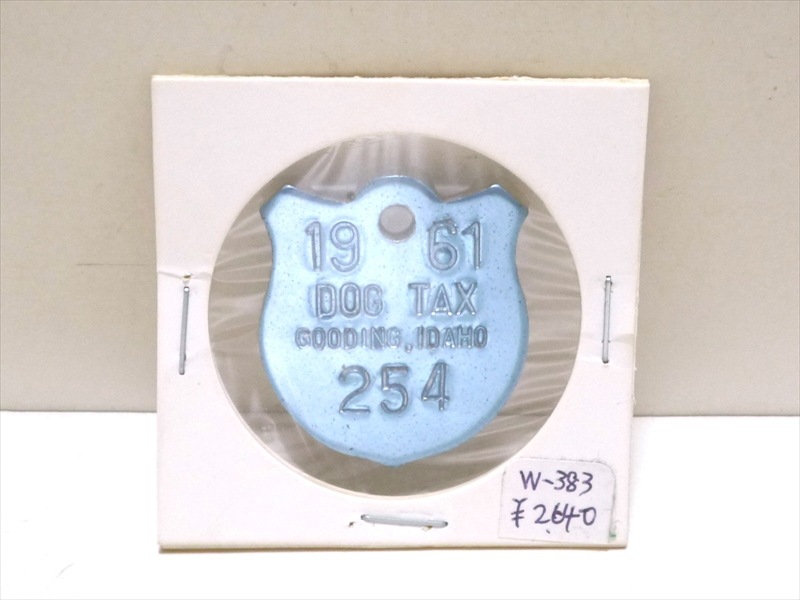 19 61
DOG TAX
GOODING, IDAHO
254
W-383
¥2640